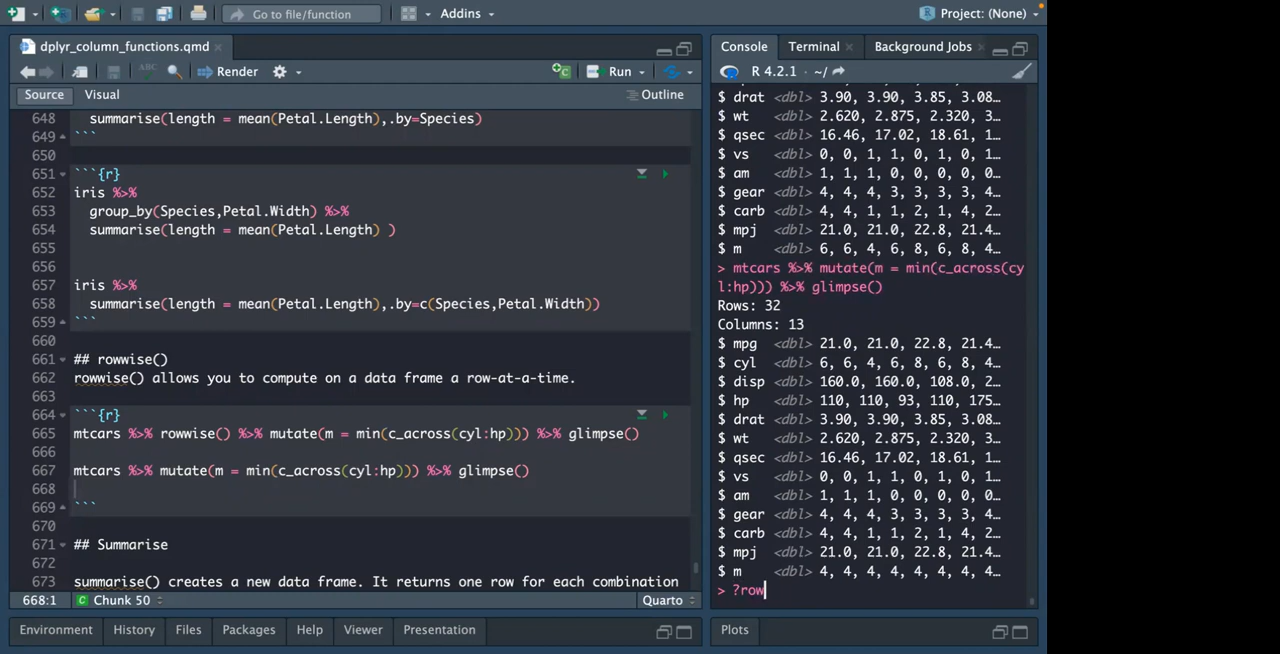 Go to file/function
Addins
Project: (None)
dplyr_column_functions.qmd
ABC
Render
Run
Source
Visual
Outline
648 summarise(length = mean(Petal.Length),.by=Species)
649 ```
650
651 ```{r}
652 iris %>%
653 group_by(Species,Petal.Width) %>%
654 summarise(length = mean(Petal.Length) )
655
656
657 iris %>%
658 summarise(length = mean(Petal.Length),.by=c(Species,Petal.Width))
659 ```
660
661 ## rowwise()
662 rowwise() allows you to compute on a data frame a row-at-a-time.
663
664 ```{r}
665 mtcars %>% rowwise() %>% mutate(m = min(c_across(cyl:hp))) %>% glimpse()
666
667 mtcars %>% mutate(m = min(c_across(cyl:hp))) %>% glimpse()
668
669 ```
670
671 ## Summarise
672
673 summarise() creates a new data frame. It returns one row for each combination
668:1
C Chunk 50
Quarto
Environment
History
Files
Packages
Help
Viewer
Presentation
Console
Terminal
Background Jobs
R 4.2.1 · ~/
$ drat <dbl> 3.90, 3.90, 3.85, 3.08…
$ wt <dbl> 2.620, 2.875, 2.320, 3…
$ qsec <dbl> 16.46, 17.02, 18.61, 1…
$ vs <dbl> 0, 0, 1, 1, 0, 1, 0, 1…
$ am <dbl> 1, 1, 1, 0, 0, 0, 0, 0…
$ gear <dbl> 4, 4, 4, 3, 3, 3, 3, 4…
$ carb <dbl> 4, 4, 1, 1, 2, 1, 4, 2…
$ mpj <dbl> 21.0, 21.0, 22.8, 21.4…
$ m <dbl> 6, 6, 4, 6, 8, 6, 8, 4…
> mtcars %>% mutate(m = min(c_across(cy
l:hp))) %>% glimpse()
Rows: 32
Columns: 13
$ mpg <dbl> 21.0, 21.0, 22.8, 21.4…
$ cyl <dbl> 6, 6, 4, 6, 8, 6, 8, 4…
$ disp <dbl> 160.0, 160.0, 108.0, 2…
$ hp <dbl> 110, 110, 93, 110, 175…
$ drat <dbl> 3.90, 3.90, 3.85, 3.08…
$ wt <dbl> 2.620, 2.875, 2.320, 3…
$ qsec <dbl> 16.46, 17.02, 18.61, 1…
$ vs <dbl> 0, 0, 1, 1, 0, 1, 0, 1…
$ am <dbl> 1, 1, 1, 0, 0, 0, 0, 0…
$ gear <dbl> 4, 4, 4, 3, 3, 3, 3, 4…
$ carb <dbl> 4, 4, 1, 1, 2, 1, 4, 2…
$ mpj <dbl> 21.0, 21.0, 22.8, 21.4…
$ m <dbl> 4, 4, 4, 4, 4, 4, 4, 4…
> ?row
Plots